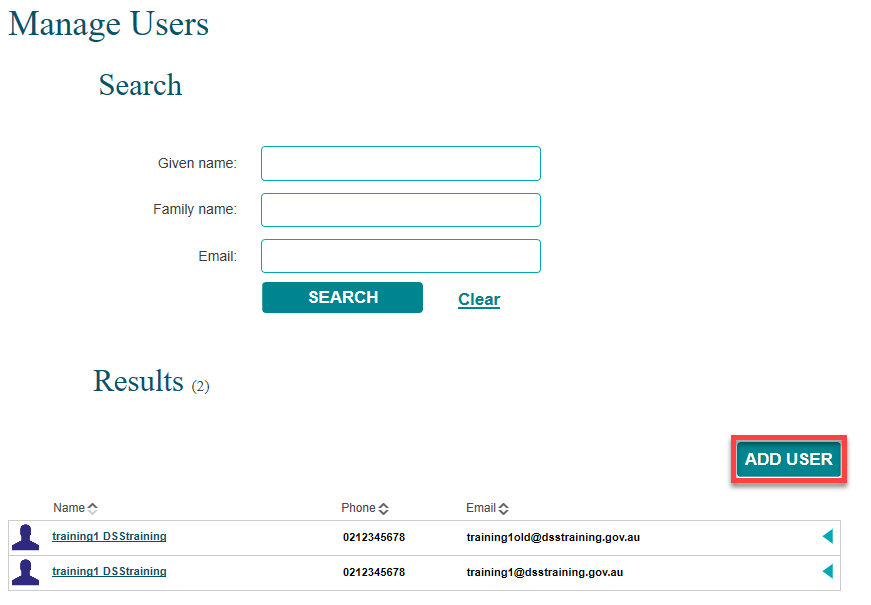 Manage Users
Search
Given name:
Family name:
Email:
SEARCH Clear
Results (2)
ADD USER
Name Phone Email
training1 DSStraining 0212345678 training1old@dsstraining.gov.au
training1 DSStraining 0212345678 training1@dsstraining.gov.au